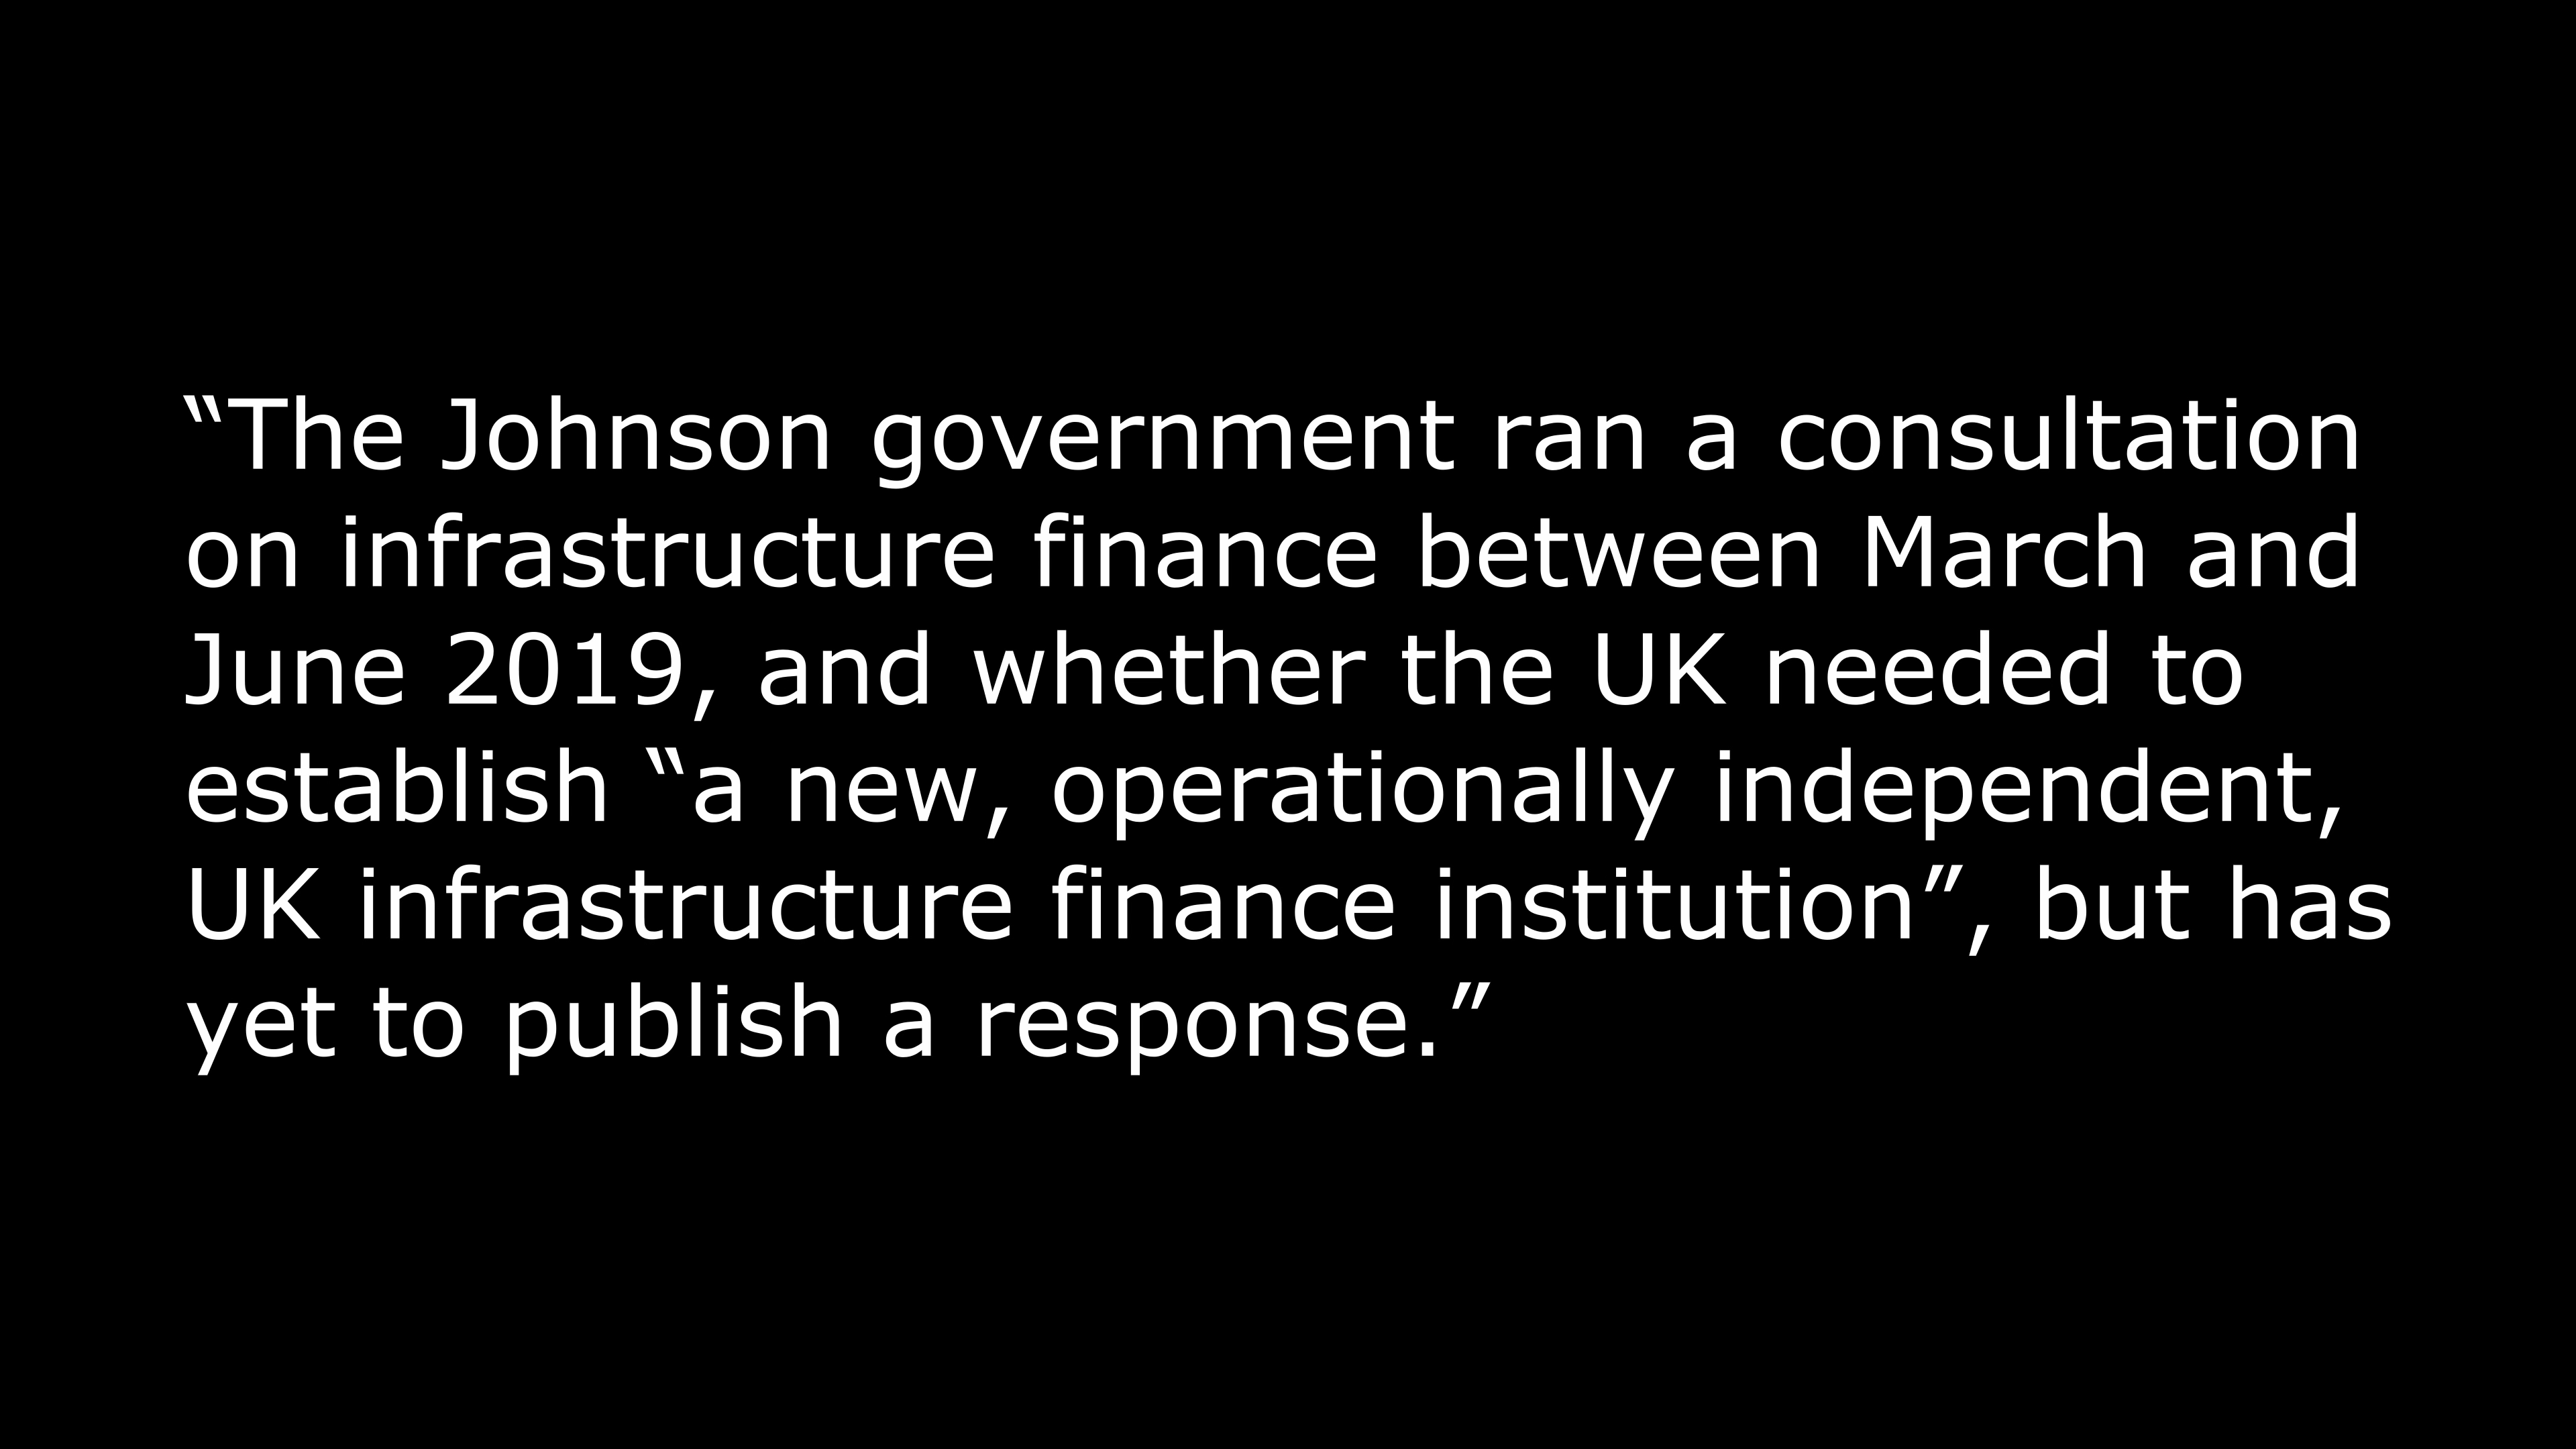 “The Johnson government ran a consultation
on infrastructure finance between March and
June 2019, and whether the UK needed to
establish “a new, operationally independent,
UK infrastructure finance institution”, but has
yet to publish a response.”